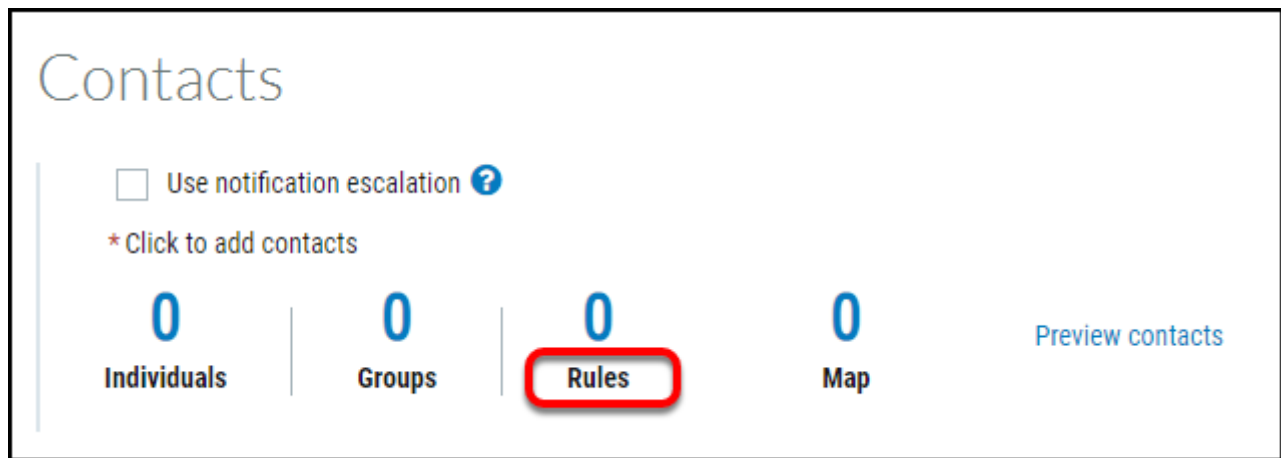 Contacts
Use notification escalation ?
* Click to add contacts
0 0 0 0 Preview contacts
Individuals Groups Rules Map